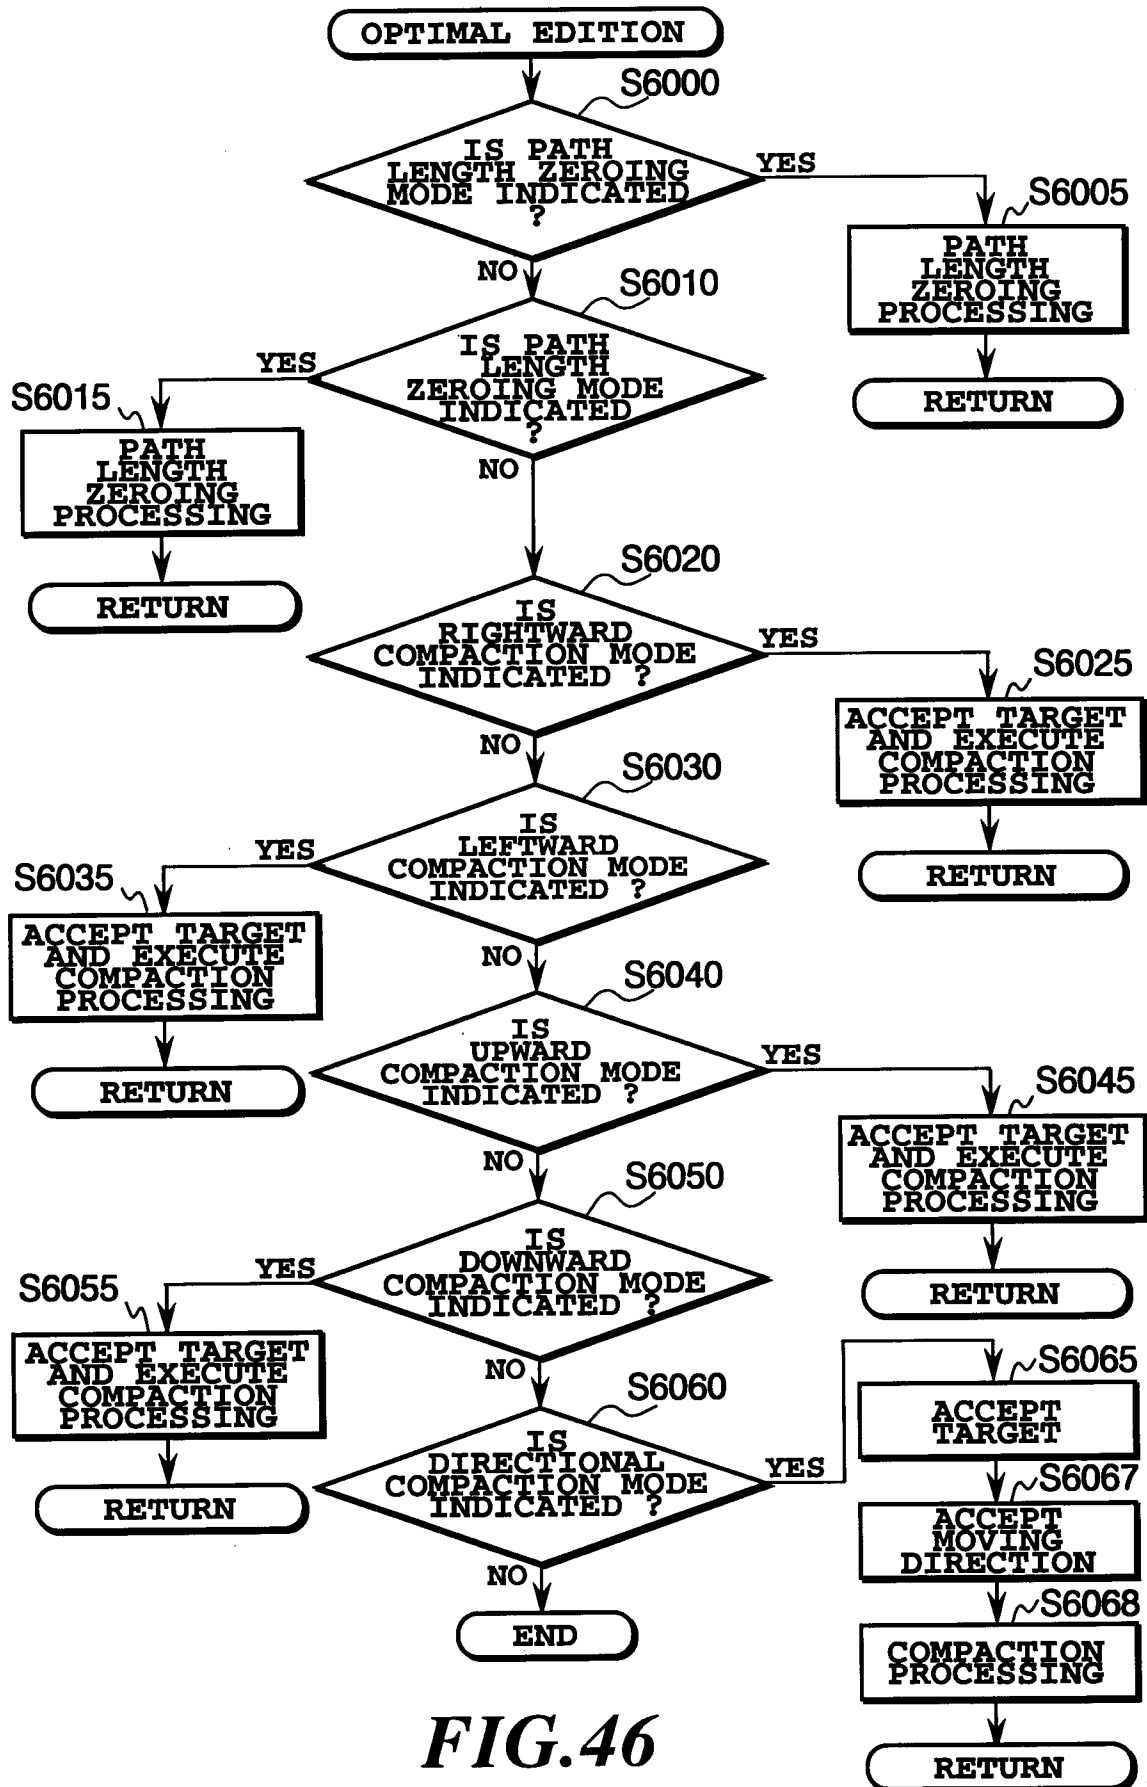 OPTIMAL EDITION
S6000
IS PATH
LENGTH ZEROING
MODE INDICATED
?
YES
S6005
PATH
LENGTH
ZEROING
PROCESSING
RETURN
NO
S6010
IS PATH
LENGTH
ZEROING MODE
INDICATED
?
YES
S6015
PATH
LENGTH
ZEROING
PROCESSING
RETURN
NO
S6020
IS
RIGHTWARD
COMPACTION MODE
INDICATED ?
YES
S6025
ACCEPT TARGET
AND EXECUTE
COMPACTION
PROCESSING
RETURN
NO
S6030
IS
LEFTWARD
COMPACTION MODE
INDICATED ?
YES
S6035
ACCEPT TARGET
AND EXECUTE
COMPACTION
PROCESSING
RETURN
NO
S6040
IS
UPWARD
COMPACTION MODE
INDICATED ?
YES
S6045
ACCEPT TARGET
AND EXECUTE
COMPACTION
PROCESSING
RETURN
NO
S6050
IS
DOWNWARD
COMPACTION MODE
INDICATED ?
YES
S6055
ACCEPT TARGET
AND EXECUTE
COMPACTION
PROCESSING
RETURN
NO
S6060
IS
DIRECTIONAL
COMPACTION MODE
INDICATED ?
YES
S6065
ACCEPT
TARGET
S6067
ACCEPT
MOVING
DIRECTION
S6068
COMPACTION
PROCESSING
RETURN
NO
END
FIG.46